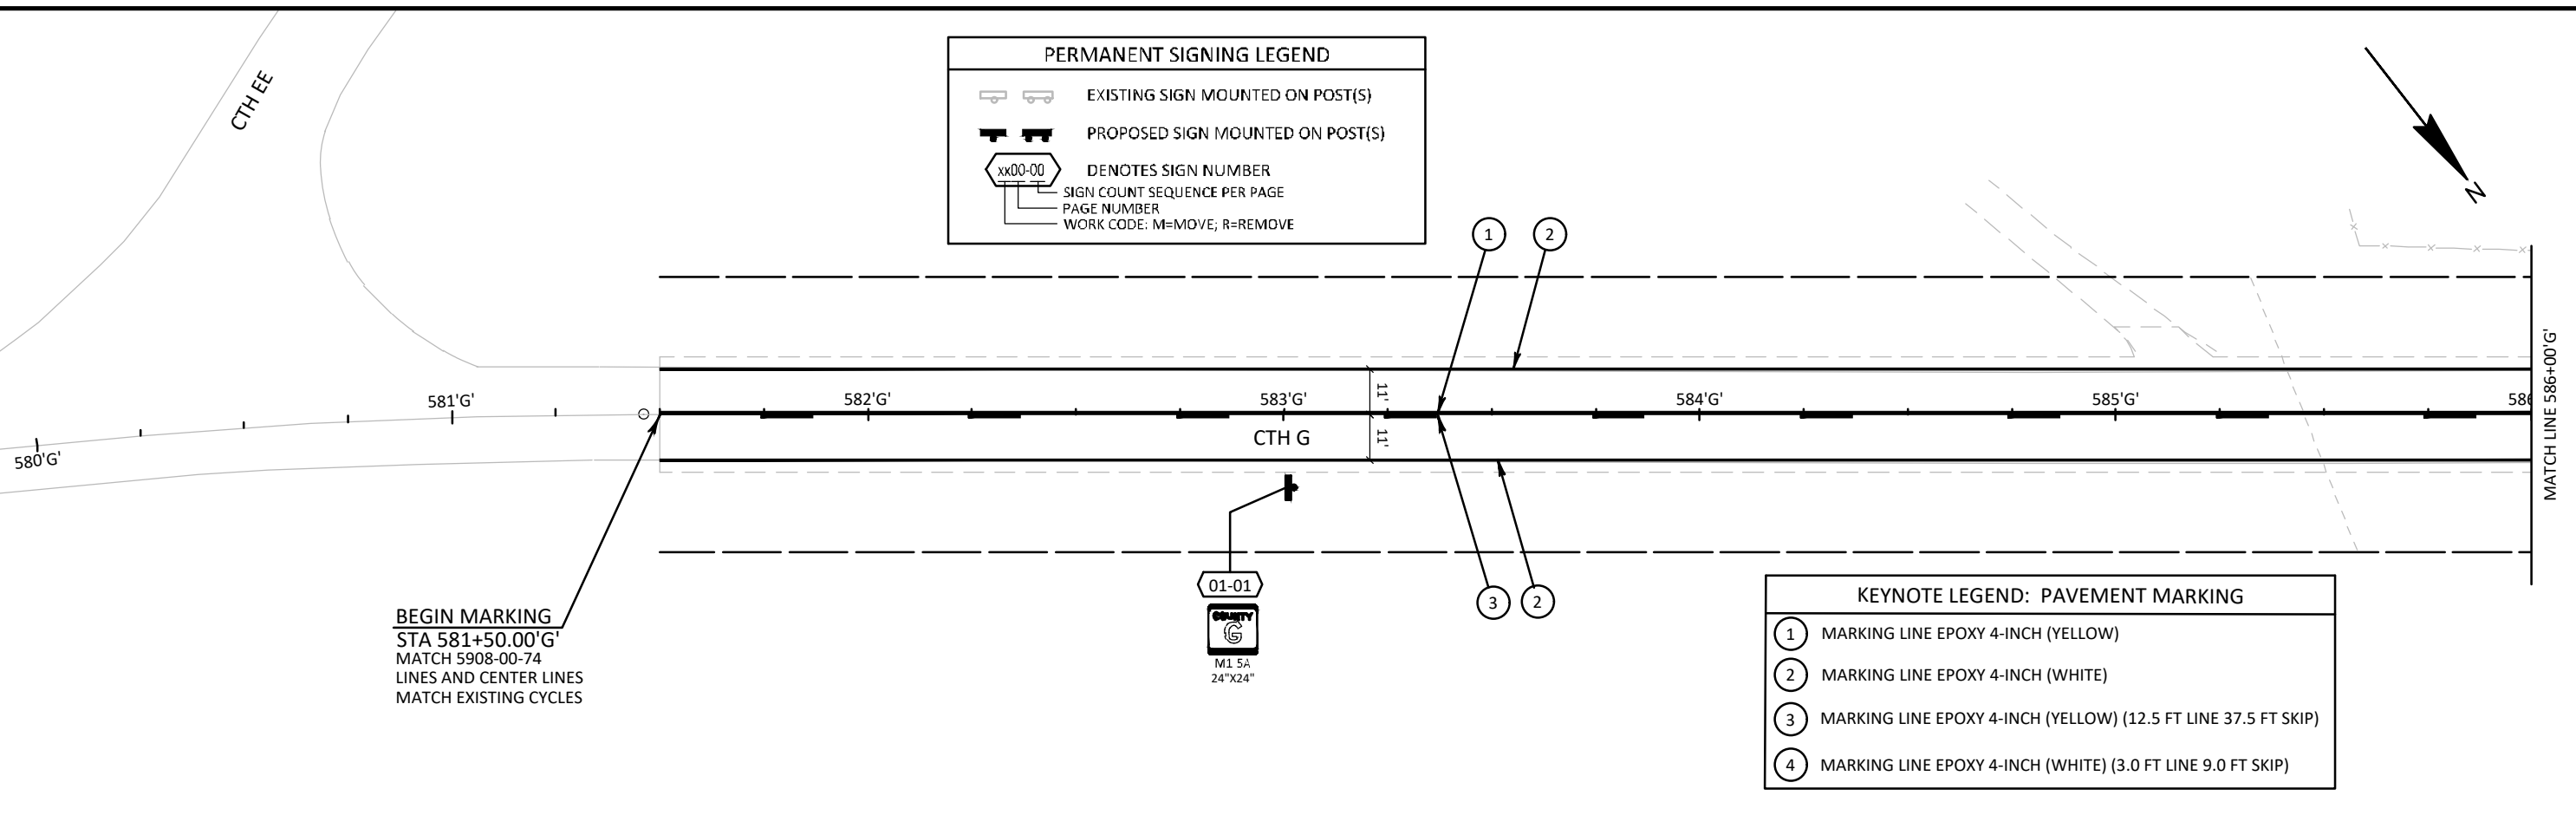 CTH EE
PERMANENT SIGNING LEGEND
EXISTING SIGN MOUNTED ON POST(S)
PROPOSED SIGN MOUNTED ON POST(S)
xx00-00
DENOTES SIGN NUMBER
SIGN COUNT SEQUENCE PER PAGE
PAGE NUMBER
WORK CODE: M=MOVE; R=REMOVE
N
1
2
580'G'
581'G'
582'G'
583'G'
584'G'
585'G'
586
11'
11'
CTH G
MATCH LINE 586+00'G'
BEGIN MARKING
STA 581+50.00'G'
MATCH 5908-00-74
LINES AND CENTER LINES
MATCH EXISTING CYCLES
01-01
COUNTY
G
M1 5A
24"X24"
3
2
KEYNOTE LEGEND: PAVEMENT MARKING
1 MARKING LINE EPOXY 4-INCH (YELLOW)
2 MARKING LINE EPOXY 4-INCH (WHITE)
3 MARKING LINE EPOXY 4-INCH (YELLOW) (12.5 FT LINE 37.5 FT SKIP)
4 MARKING LINE EPOXY 4-INCH (WHITE) (3.0 FT LINE 9.0 FT SKIP)